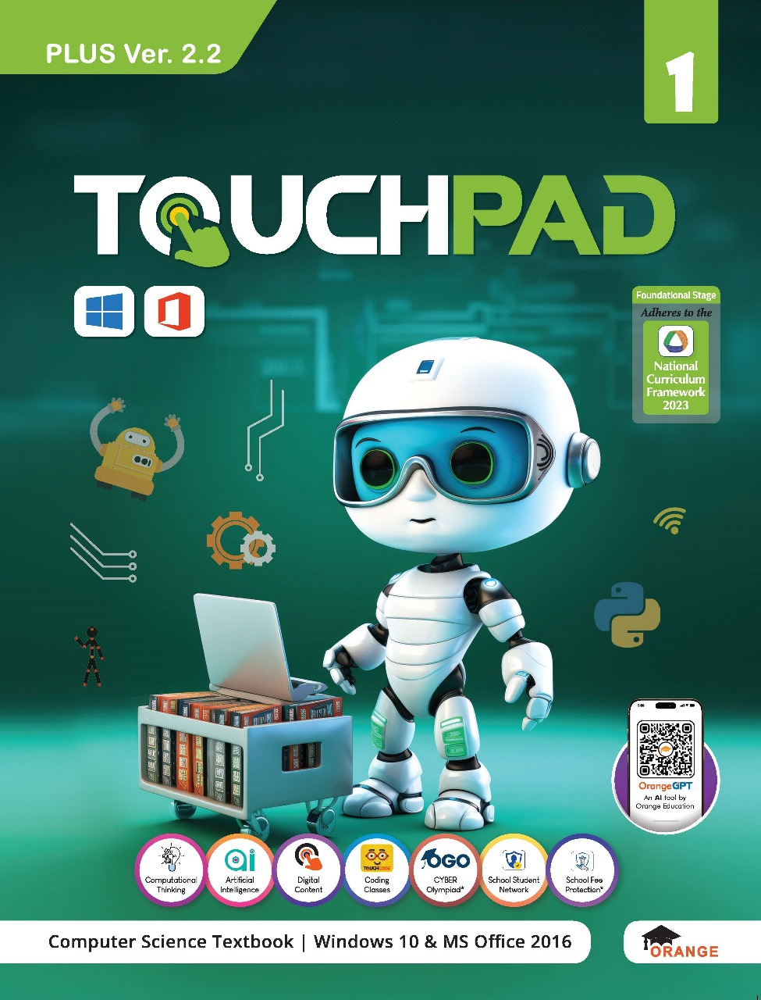 PLUS Ver. 2.2
1
TOUCHPAD
Foundational Stage
Adheres to the
National
Curriculum
Framework
2023
OrangeGPT
An AI tool by
Orange Education
Computational
Thinking
ai
Artificial
Intelligence
Digital
Content
TOUCHCODE
Coding
Classes
OGO
CYBER
Olympiad*
School Student
Network
School Fee
Protection*
Computer Science Textbook | Windows 10 & MS Office 2016
ORANGE